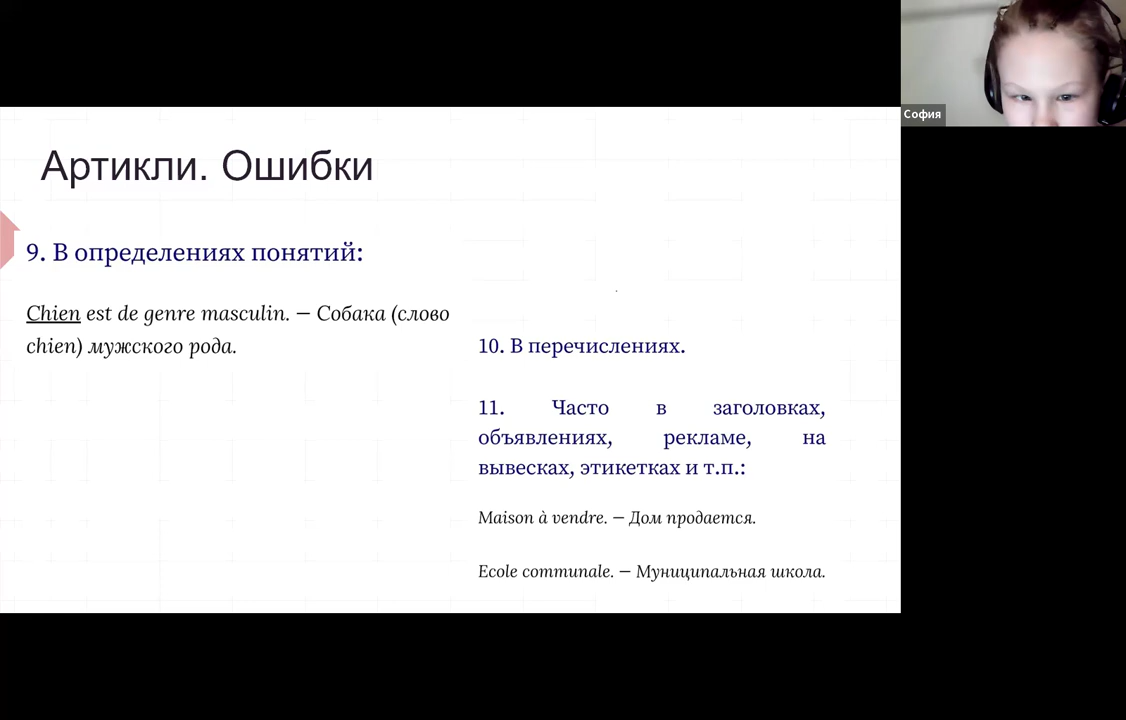 Артикли. Ошибки
9. В определениях понятий:
Chien est de genre masculin. — Собака (слово
chien) мужского рода.
10. В перечислениях.
11. Часто в заголовках,
объявлениях, рекламе, на
вывесках, этикетках и т.п.:
Maison à vendre. — Дом продается.
Ecole communale. — Муниципальная школа.
София